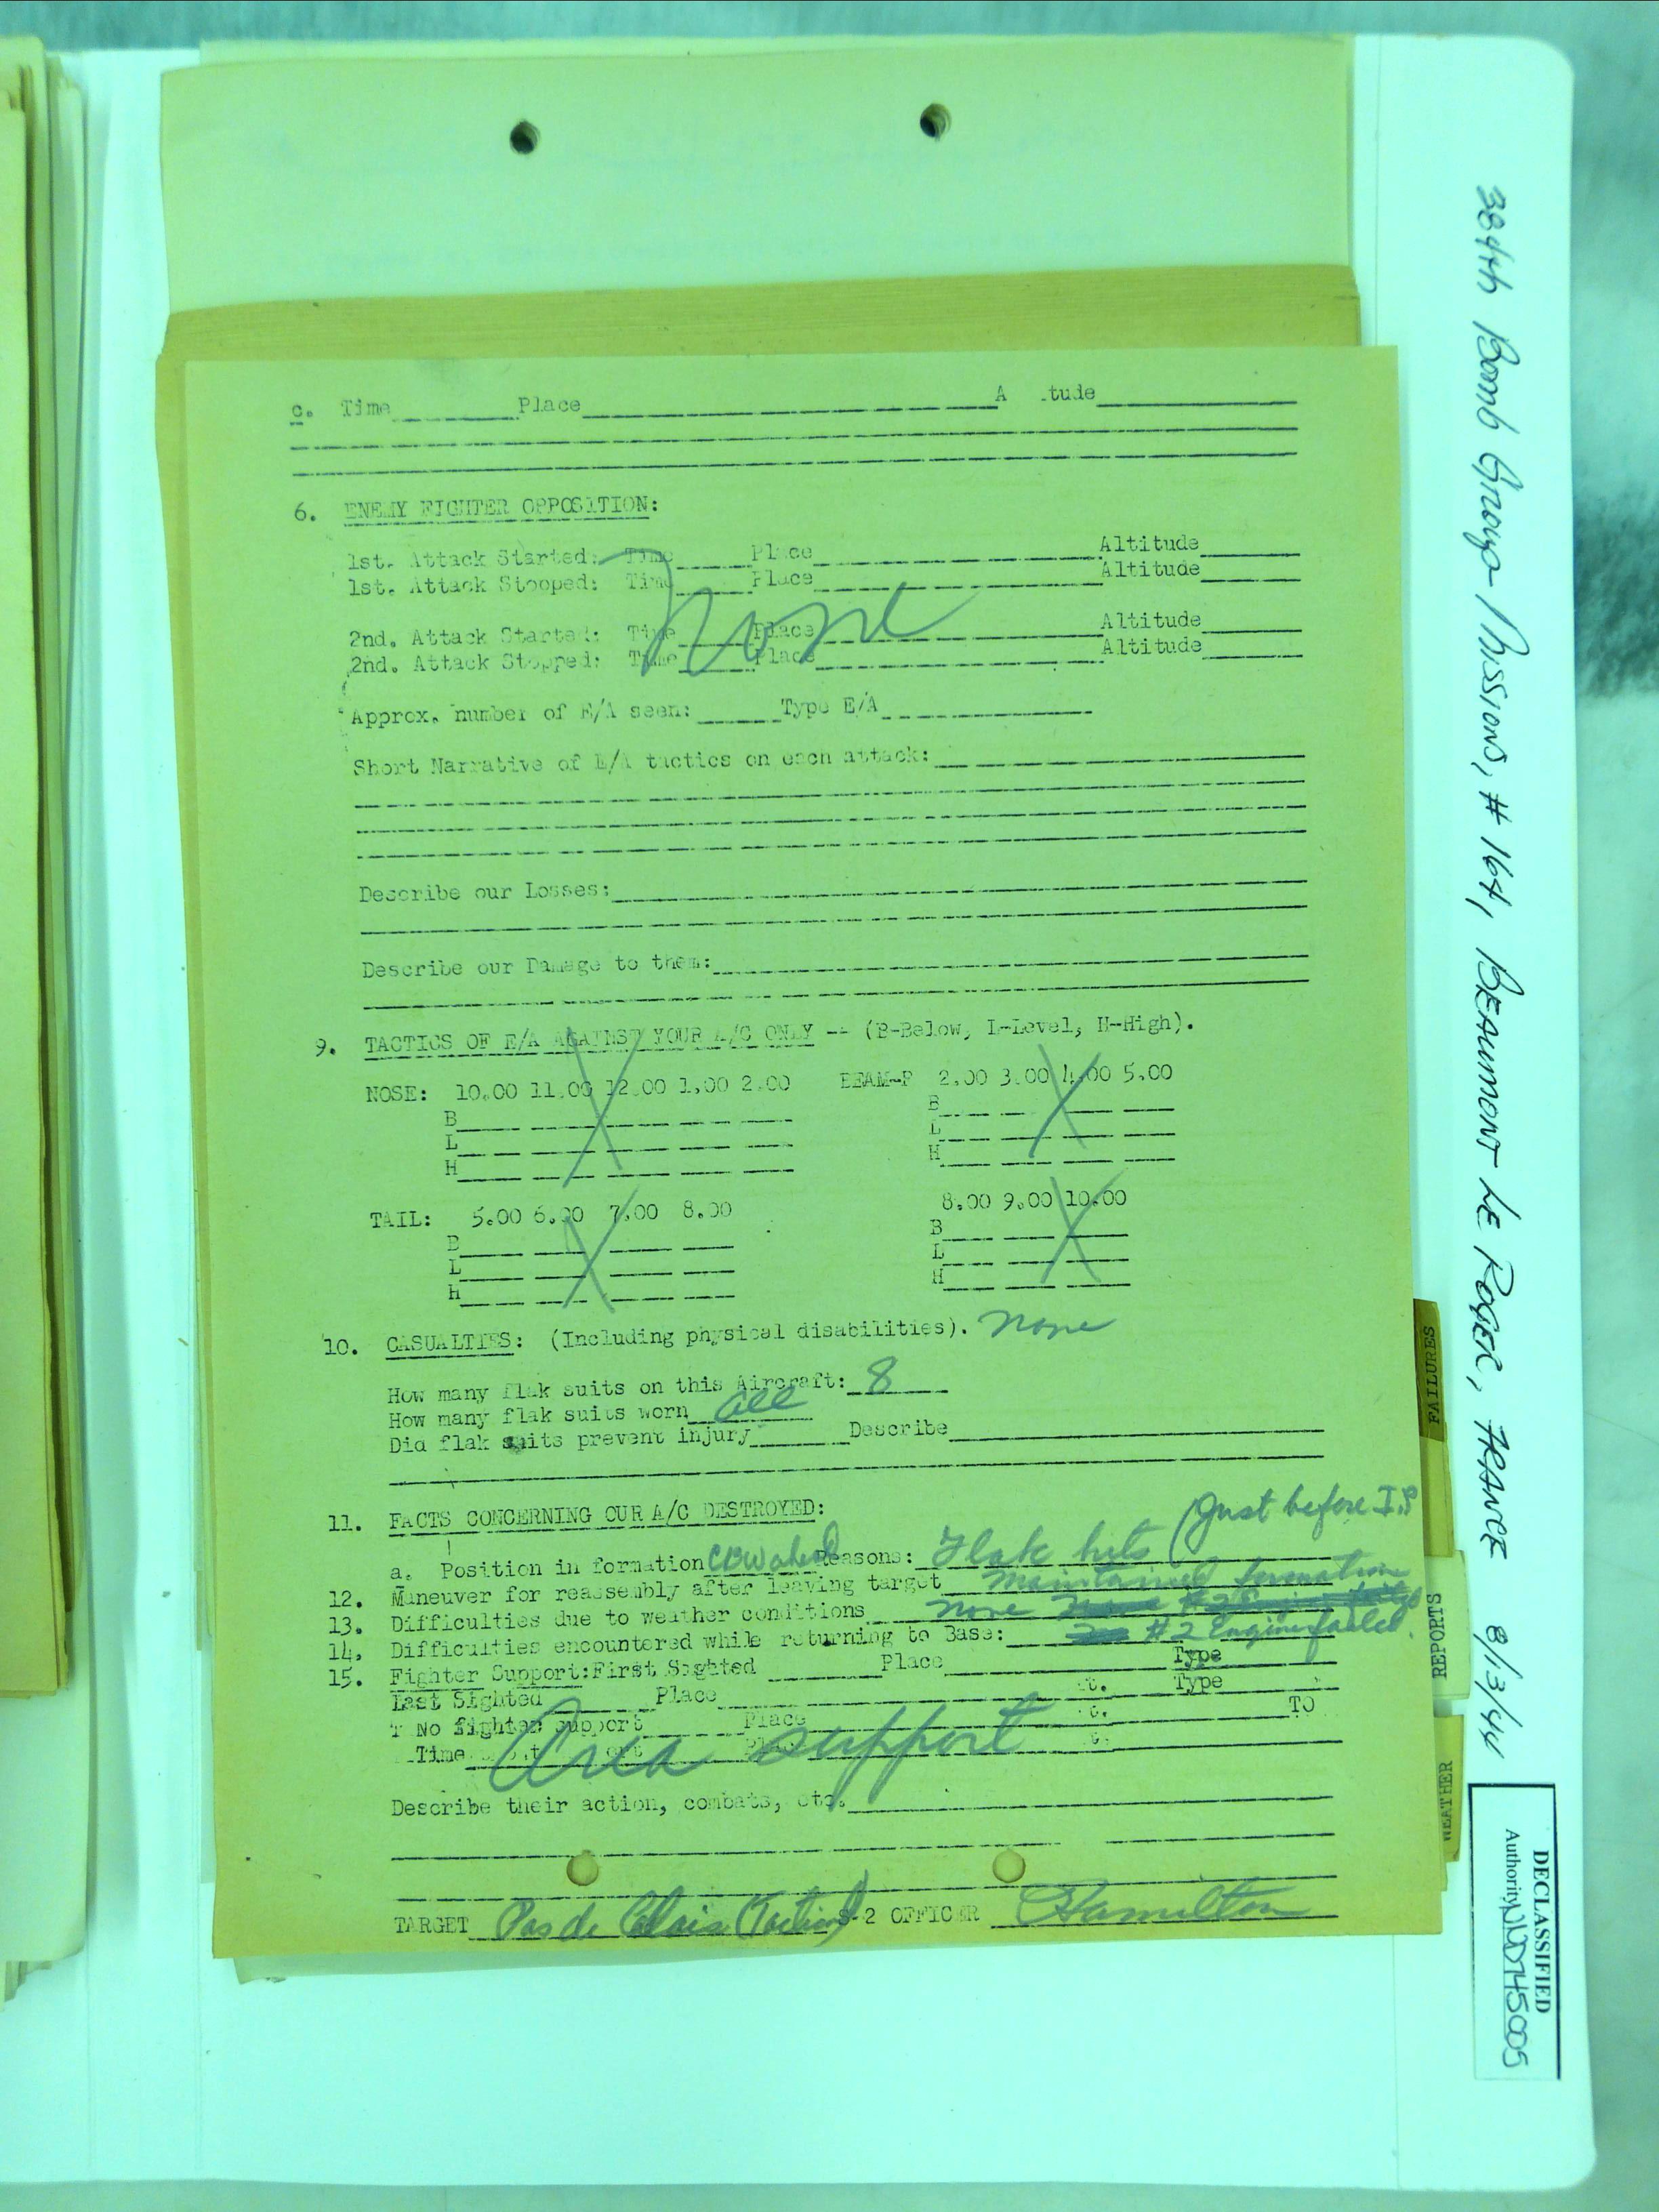 c. Time Place A tude
6. ENEMY FIGHTER OPPOSITION:
1st. Attack Started: Time Place Altitude
1st. Attack Stopped: Time Place Altitude
None
2nd. Attack Started: Time Place Altitude
2nd. Attack Stopped: Time Place Altitude
Approx. number of E/A seen: Type E/A
Short Narrative of E/A tactics on each attack:
Describe our Losses:
Describe our Damage to them:
9. TACTICS OF E/A AGAINST YOUR A/C ONLY -- (B-Below, L-Level, H-High).
NOSE: 10.00 11.00 12.00 1.00 2.00 BEAM-R 2.00 3.00 4.00 5.00
B B
L L
H H
TAIL: 5.00 6.00 7.00 8.00 8.00 9.00 10.00
B B
L L
H H
10. CASUALTIES: (Including physical disabilities). None
How many flak suits on this Aircraft: 8
How many flak suits worn all
Did flak suits prevent injury Describe
11. FACTS CONCERNING OUR A/C DESTROYED: (Just before I.P
a. Position in formation CBW ahead Reasons: Flak hits
12. Maneuver for reassembly after leaving target Maintained formation
13. Difficulties due to weather conditions None
14. Difficulties encountered while returning to Base: #2 Engine failed.
15. Fighter Support: First Sighted Place Type
Last Sighted Place t. Type
T No fighter support Place t. TO
Time t.
Area support
Describe their action, combats, etc.
TARGET Pas de Calais (Tactical) S-2 OFFICER Hamilton
384th Bomb Group Missions, # 164, BEAUMONT LE ROGER, FRANCE 8/13/44
FAILURES
REPORTS
WEATHER
DECLASSIFIED
Authority NND745005